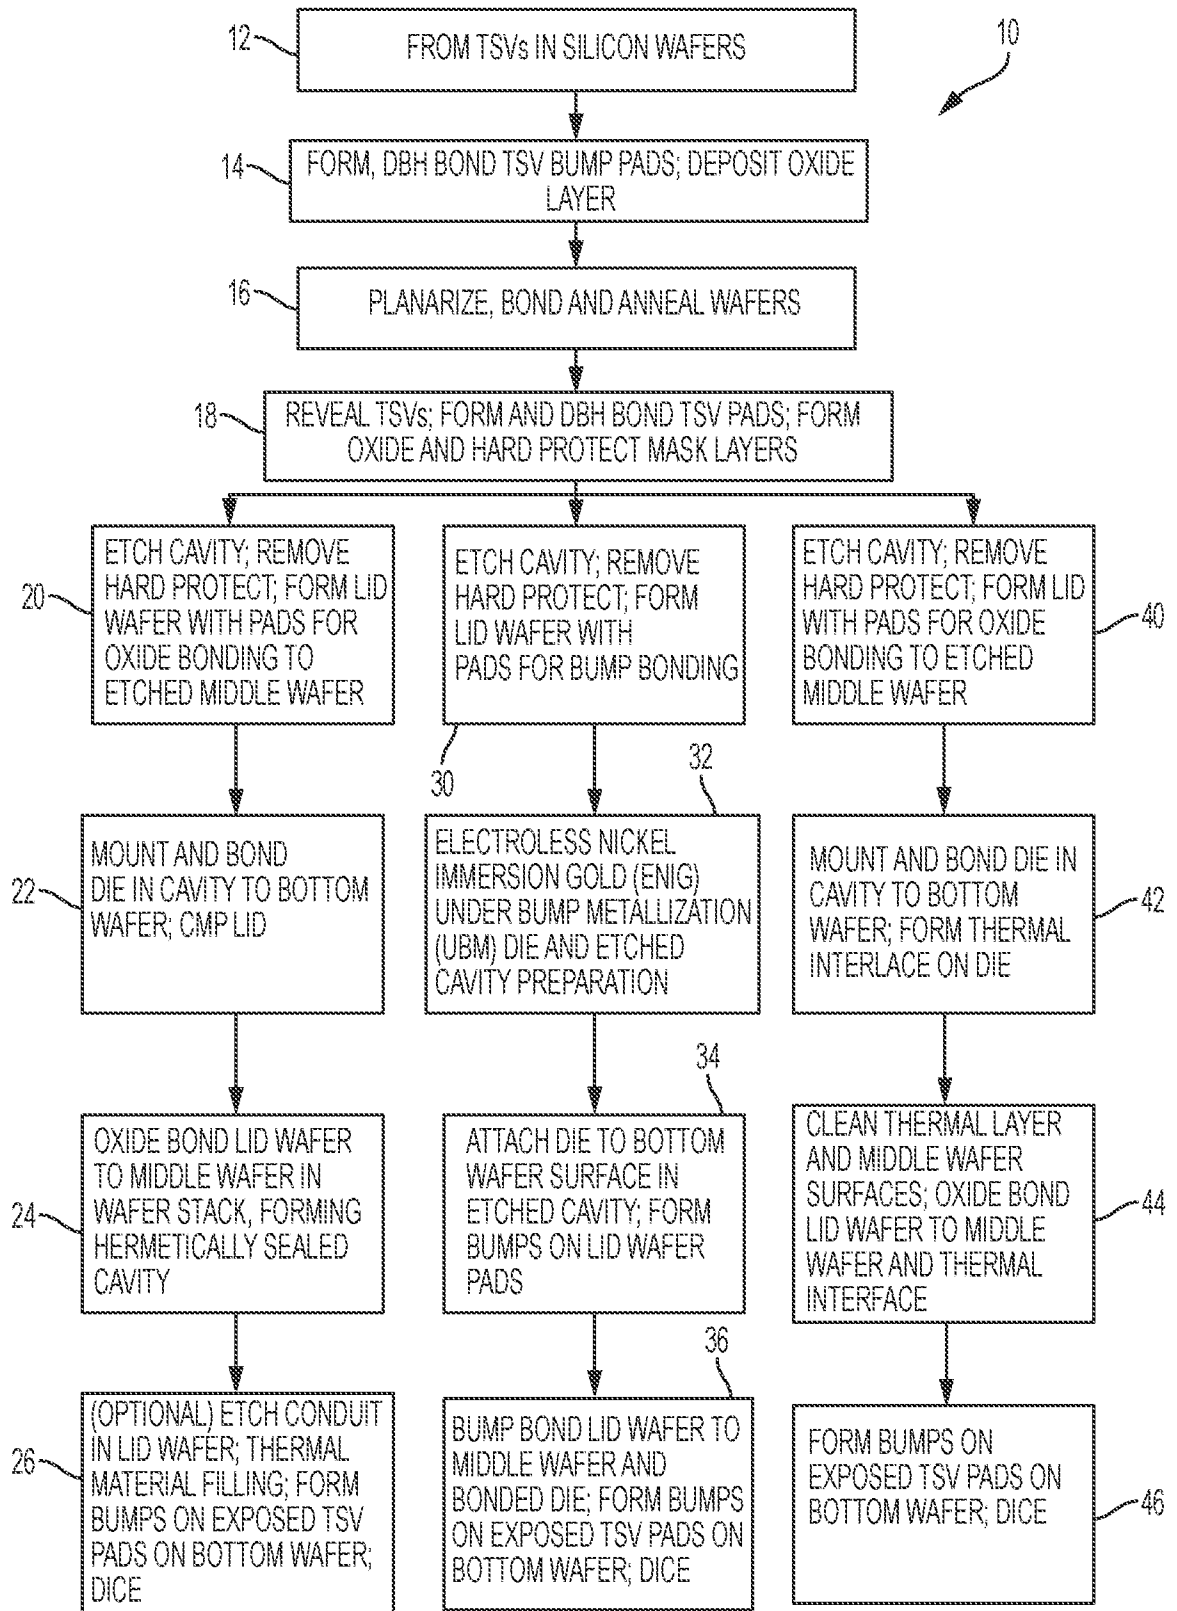 10
12
FROM TSVs IN SILICON WAFERS
14
FORM, DBH BOND TSV BUMP PADS; DEPOSIT OXIDE
LAYER
16
PLANARIZE, BOND AND ANNEAL WAFERS
18
REVEAL TSVs; FORM AND DBH BOND TSV PADS; FORM
OXIDE AND HARD PROTECT MASK LAYERS
20
ETCH CAVITY; REMOVE
HARD PROTECT; FORM LID
WAFER WITH PADS FOR
OXIDE BONDING TO
ETCHED MIDDLE WAFER
22
MOUNT AND BOND
DIE IN CAVITY TO BOTTOM
WAFER; CMP LID
24
OXIDE BOND LID WAFER
TO MIDDLE WAFER IN
WAFER STACK, FORMING
HERMETICALLY SEALED
CAVITY
26
(OPTIONAL) ETCH CONDUIT
IN LID WAFER; THERMAL
MATERIAL FILLING; FORM
BUMPS ON EXPOSED TSV
PADS ON BOTTOM WAFER;
DICE
ETCH CAVITY; REMOVE
HARD PROTECT; FORM
LID WAFER WITH
PADS FOR BUMP BONDING
30
32
ELECTROLESS NICKEL
IMMERSION GOLD (ENIG)
UNDER BUMP METALLIZATION
(UBM) DIE AND ETCHED
CAVITY PREPARATION
34
ATTACH DIE TO BOTTOM
WAFER SURFACE IN
ETCHED CAVITY; FORM
BUMPS ON LID WAFER
PADS
36
BUMP BOND LID WAFER TO
MIDDLE WAFER AND
BONDED DIE; FORM BUMPS
ON EXPOSED TSV PADS ON
BOTTOM WAFER; DICE
ETCH CAVITY; REMOVE
HARD PROTECT; FORM LID
WITH PADS FOR OXIDE
BONDING TO ETCHED
MIDDLE WAFER
40
MOUNT AND BOND DIE IN
CAVITY TO BOTTOM
WAFER; FORM THERMAL
INTERLACE ON DIE
42
CLEAN THERMAL LAYER
AND MIDDLE WAFER
SURFACES; OXIDE BOND
LID WAFER TO MIDDLE
WAFER AND THERMAL
INTERFACE
44
FORM BUMPS ON
EXPOSED TSV PADS ON
BOTTOM WAFER; DICE
46